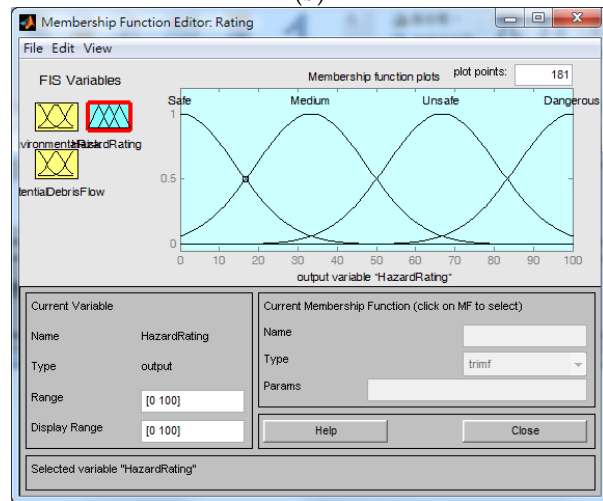 Membership Function Editor: Rating
File Edit View
FIS Variables
Membership function plots
plot points:
181
Safe
Medium
Unsafe
Dangerous
HazardRating
tentialDebrisFlow
1
0.5
0
0 10 20 30 40 50 60 70 80 90 100
output variable "HazardRating"
Current Variable
Name HazardRating
Type output
Range [0 100]
Display Range [0 100]
Current Membership Function (click on MF to select)
Name
Type trimf
Params
Help
Close
Selected variable "HazardRating"